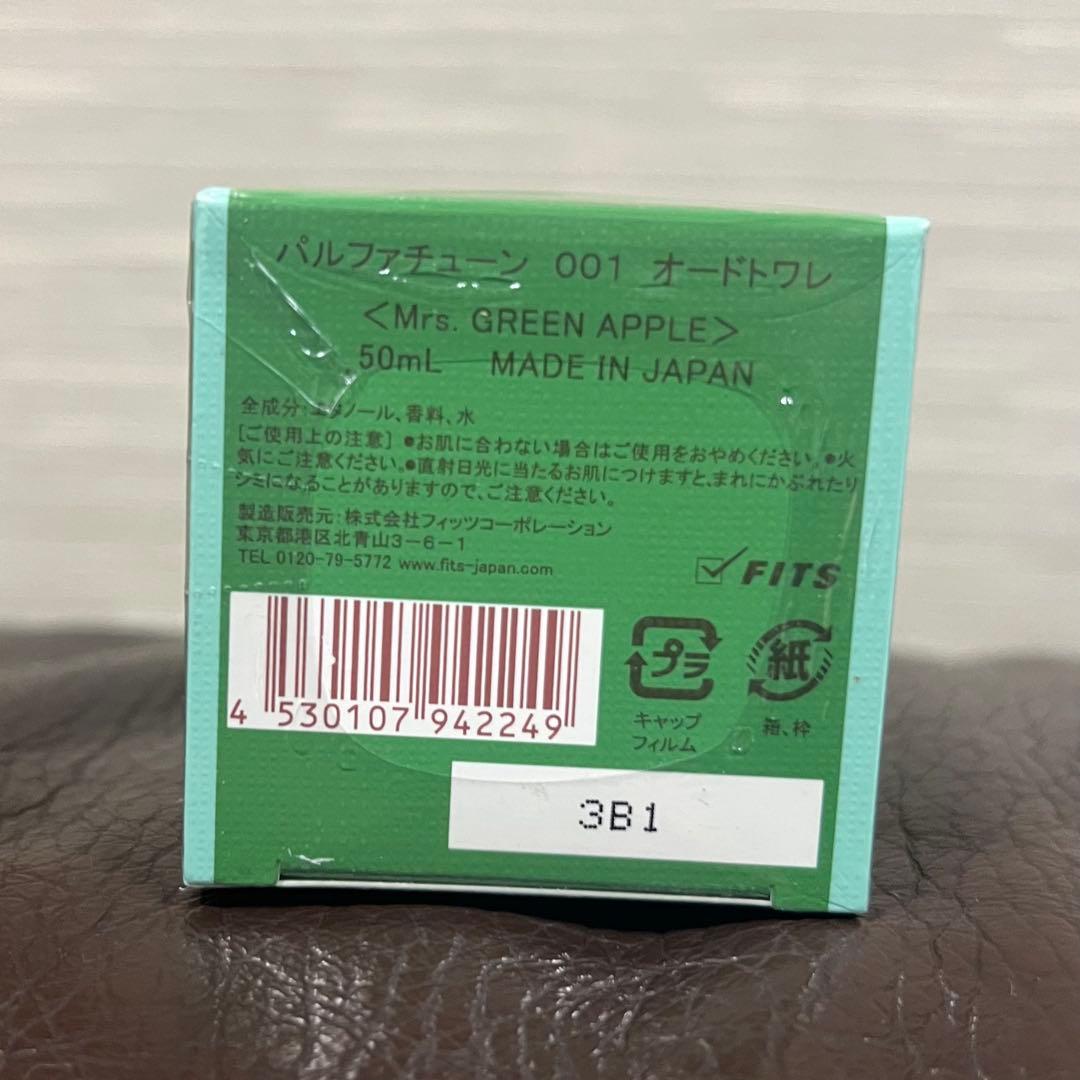 パルファチューン 001 オードトワレ
<Mrs. GREEN APPLE>
50mL MADE IN JAPAN
全成分:エタノール、香料、水
[ご使用上の注意] ●お肌に合わない場合はご使用をおやめください。●火
気にご注意ください。●直射日光に当たるお肌につけますと、まれにかぶれたり
シミになることがありますので、ご注意ください。
製造販売元:株式会社フィッツコーポレーション
東京都港区北青山3-6-1
TEL 0120-79-5772 www.fits-japan.com
FITS
4 530107 942249
プラ
キャップ
フィルム
紙
箱、枠
3B1